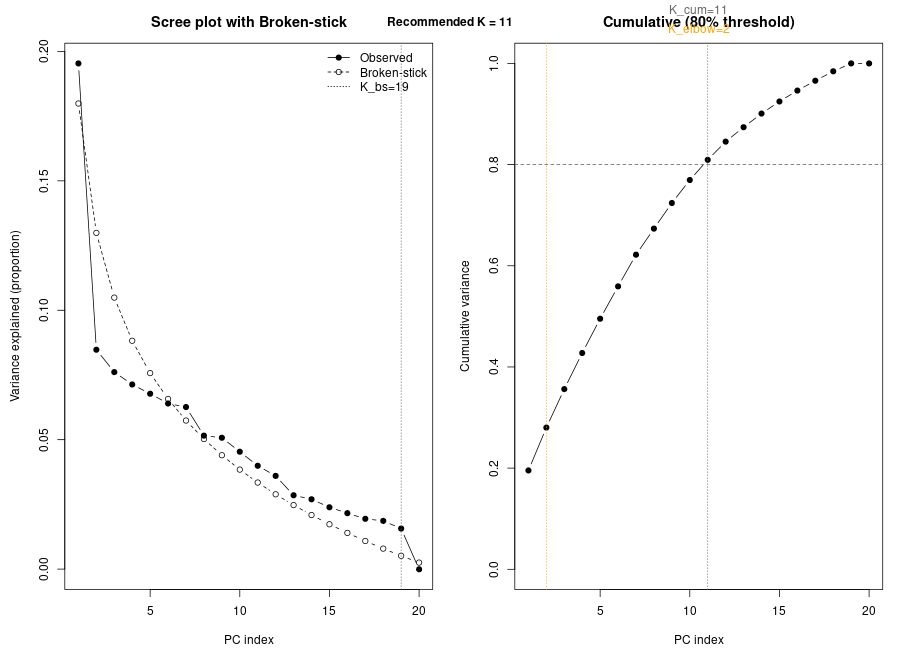 Scree plot with Broken-stick
Recommended K = 11
K_cum=11
Cumulative (80% threshold)
K_elbow=2
Observed
Broken-stick
K_bs=19
Variance explained (proportion)
0.20
0.15
0.10
0.05
0.00
5 10 15 20
PC index
Cumulative variance
1.0
0.8
0.6
0.4
0.2
0.0
5 10 15 20
PC index